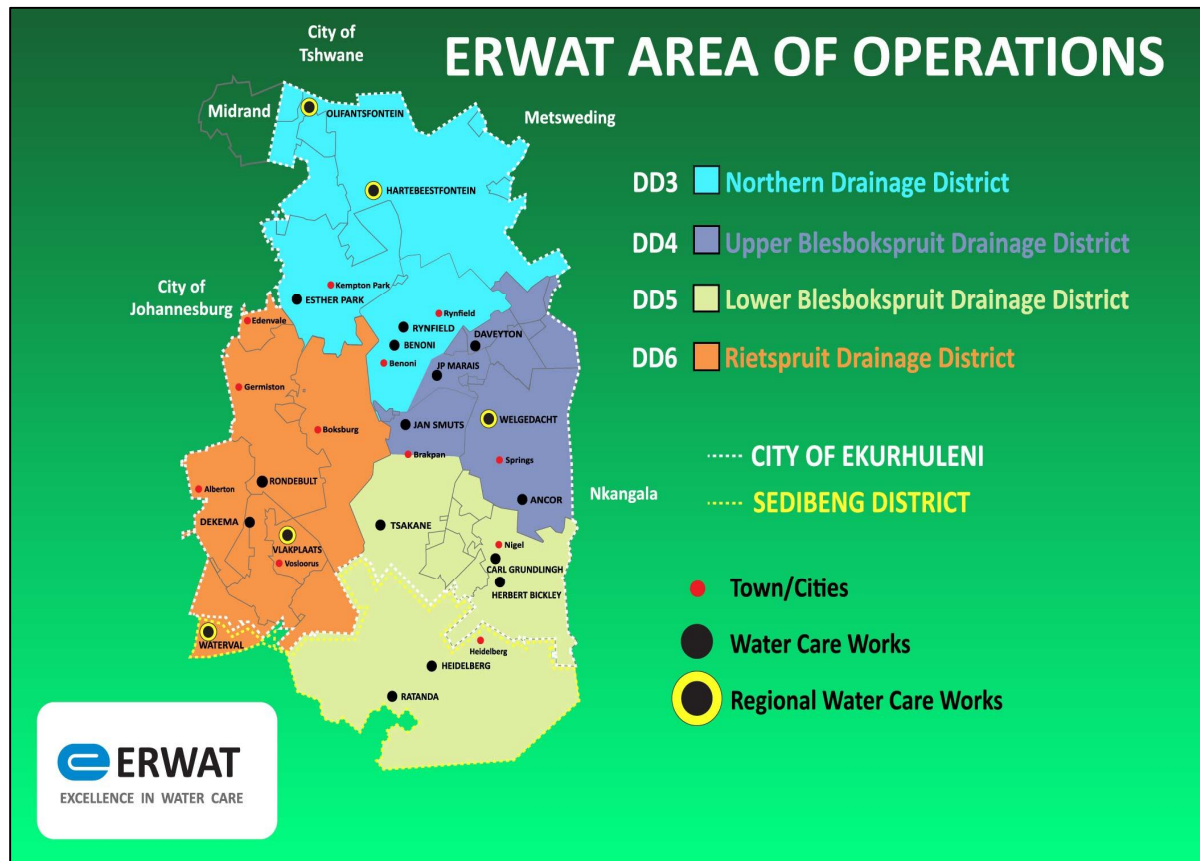 ERWAT AREA OF OPERATIONS
City of
Tshwane
Midrand
OLIFANTSFONTEIN
Metsweding
HARTEBEESTFONTEIN
City of
Johannesburg
Kempton Park
ESTHER PARK
Edenvale
Rynfield
RYNFIELD
DAVEYTON
BENONI
Benoni
JP MARAIS
Germiston
WELGEDACHT
JAN SMUTS
Boksburg
Brakpan
Springs
RONDEBULT
Alberton
Nkangala
ANCOR
DEKEMA
TSAKANE
VLAKPLAATS
Nigel
Vosloorus
CARL GRUNDLINGH
HERBERT BICKLEY
WATERVAL
Heidelberg
HEIDELBERG
RATANDA
DD3 Northern Drainage District
DD4 Upper Blesbokspruit Drainage District
DD5 Lower Blesbokspruit Drainage District
DD6 Rietspruit Drainage District
CITY OF EKURHULENI
SEDIBENG DISTRICT
Town/Cities
Water Care Works
Regional Water Care Works
ERWAT
EXCELLENCE IN WATER CARE